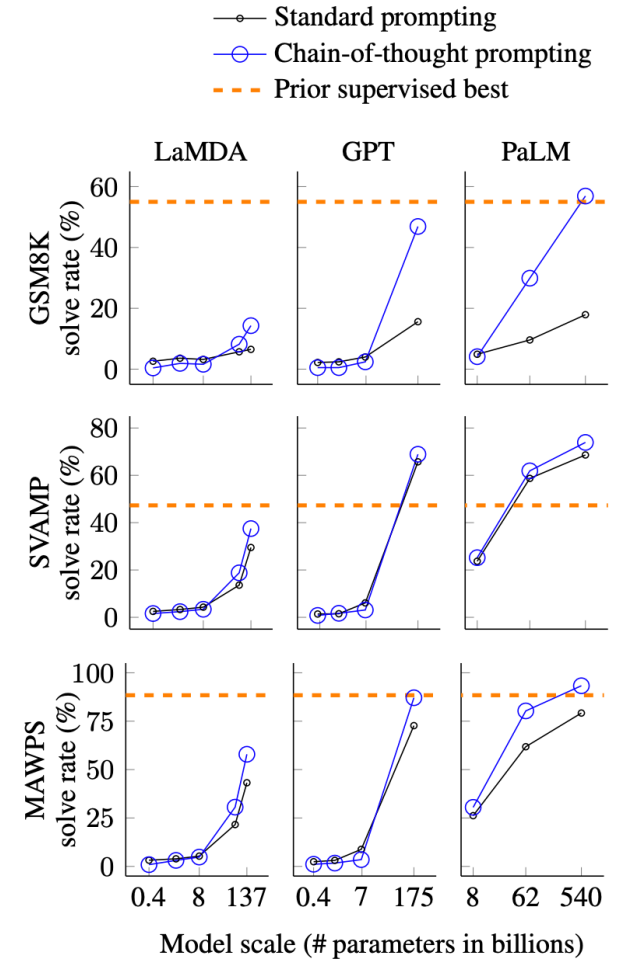 Standard prompting
Chain-of-thought prompting
Prior supervised best
LaMDA GPT PaLM
GSM8K
solve rate (%)
60
40
20
0
SVAMP
solve rate (%)
80
60
40
20
0
MAWPS
solve rate (%)
100
75
50
25
0
0.4 8 137 0.4 7 175 8 62 540
Model scale (# parameters in billions)